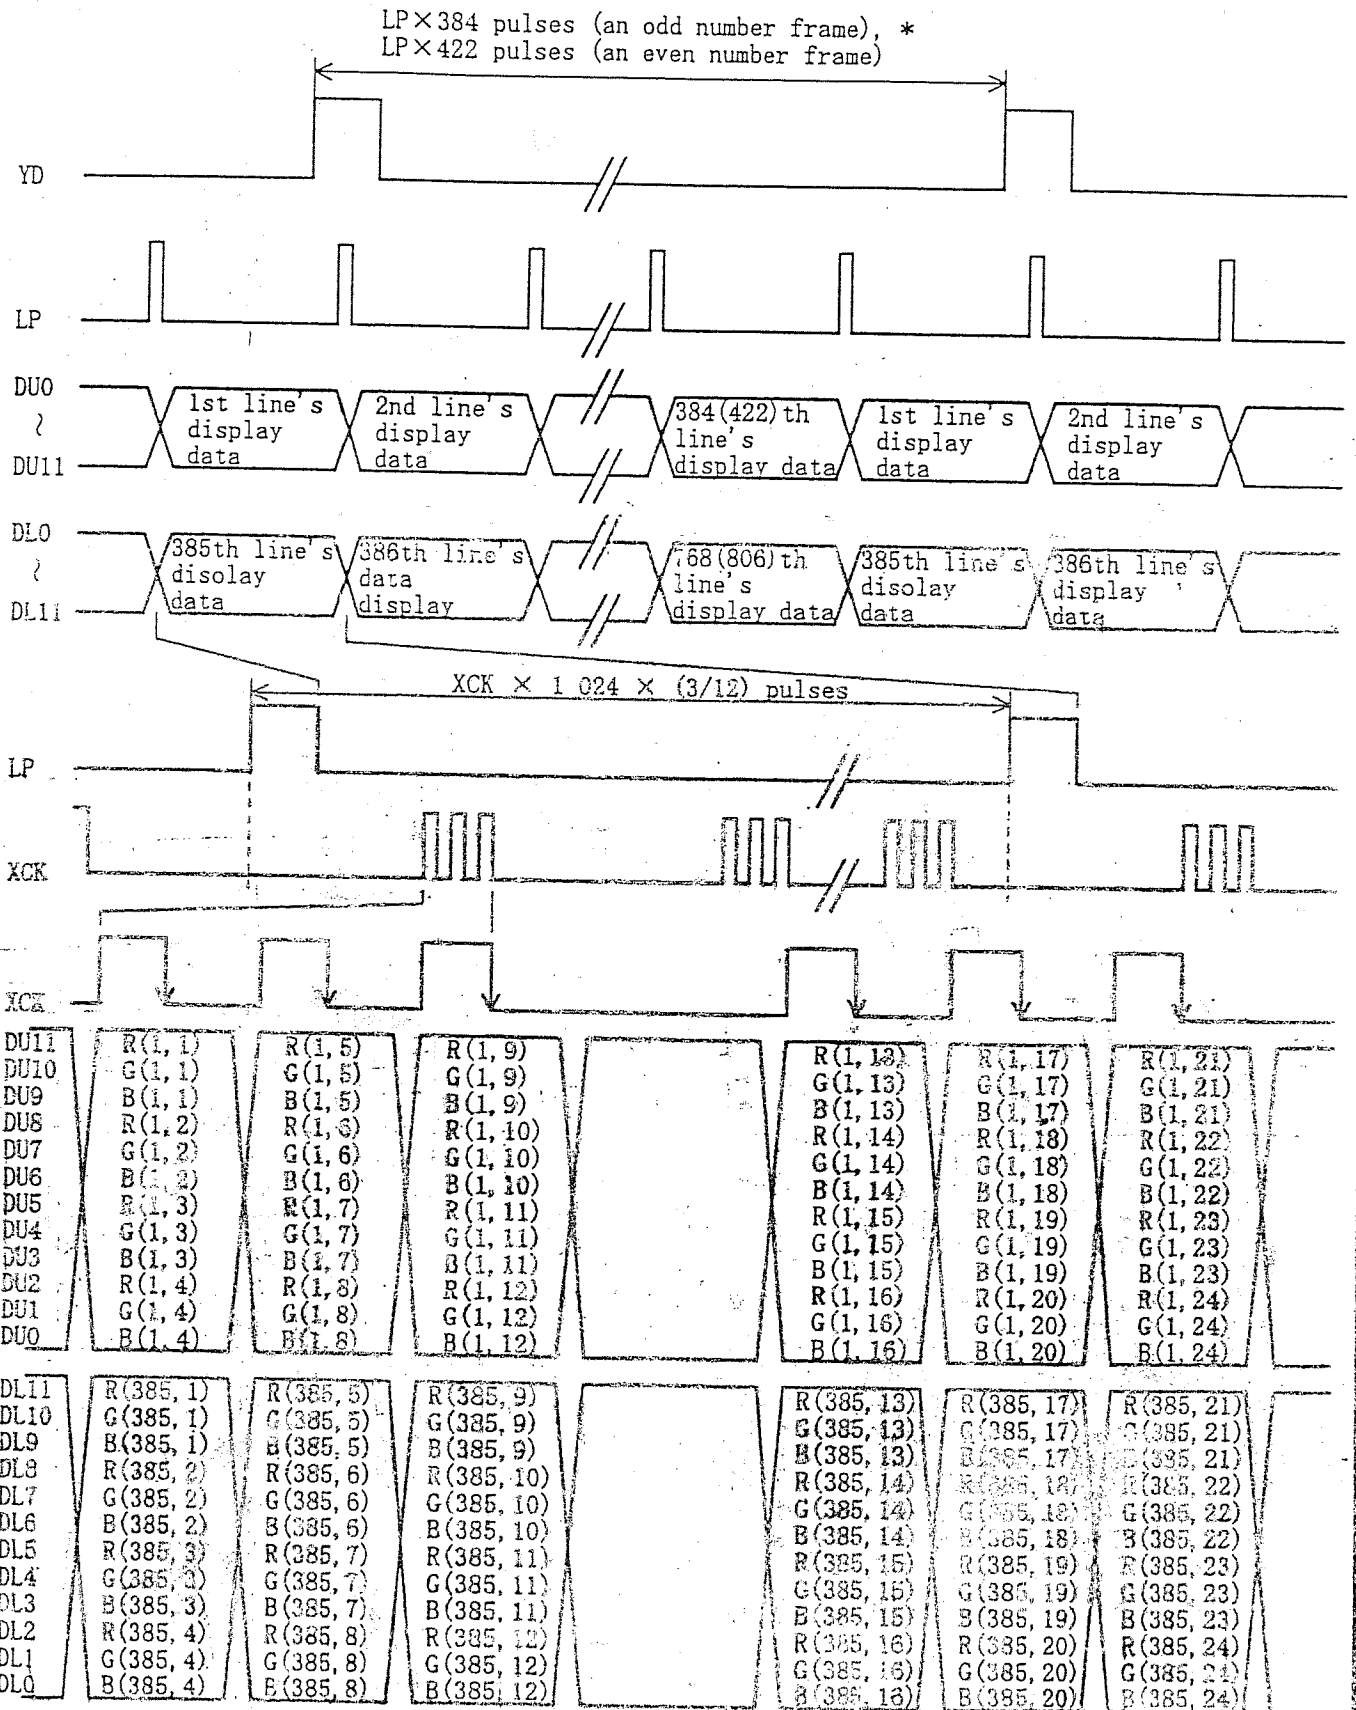 LP×384 pulses (an odd number frame), *
LP×422 pulses (an even number frame)
YD
LP
DU0
~
DU11
1st line's display data
2nd line's display data
384(422)th line's display data
1st line's display data
2nd line's display data
DL0
~
DL11
385th line's disolay data
386th line's data display
768(806)th line's display data
385th line's disolay data
386th line's display data
XCK × 1 024 × (3/12) pulses
LP
XCK
XCK
DU11 R(1, 1) R(1, 5) R(1, 9) R(1, 13) R(1, 17) R(1, 21)
DU10 G(1, 1) G(1, 5) G(1, 9) G(1, 13) G(1, 17) G(1, 21)
DU9 B(1, 1) B(1, 5) B(1, 9) B(1, 13) B(1, 17) B(1, 21)
DU8 R(1, 2) R(1, 6) R(1, 10) R(1, 14) R(1, 18) R(1, 22)
DU7 G(1, 2) G(1, 6) G(1, 10) G(1, 14) G(1, 18) G(1, 22)
DU6 B(1, 2) B(1, 6) B(1, 10) B(1, 14) B(1, 18) B(1, 22)
DU5 R(1, 3) R(1, 7) R(1, 11) R(1, 15) R(1, 19) R(1, 23)
DU4 G(1, 3) G(1, 7) G(1, 11) G(1, 15) G(1, 19) G(1, 23)
DU3 B(1, 3) B(1, 7) B(1, 11) B(1, 15) B(1, 19) B(1, 23)
DU2 R(1, 4) R(1, 8) R(1, 12) R(1, 16) R(1, 20) R(1, 24)
DU1 G(1, 4) G(1, 8) G(1, 12) G(1, 16) G(1, 20) G(1, 24)
DU0 B(1, 4) B(1, 8) B(1, 12) B(1, 16) B(1, 20) B(1, 24)
DL11 R(385, 1) R(385, 5) R(385, 9) R(385, 13) R(385, 17) R(385, 21)
DL10 G(385, 1) G(385, 5) G(385, 9) G(385, 13) G(385, 17) G(385, 21)
DL9 B(385, 1) B(385, 5) B(385, 9) B(385, 13) B(385, 17) B(385, 21)
DL8 R(385, 2) R(385, 6) R(385, 10) R(385, 14) R(385, 18) R(385, 22)
DL7 G(385, 2) G(385, 6) G(385, 10) G(385, 14) G(385, 18) G(385, 22)
DL6 B(385, 2) B(385, 6) B(385, 10) B(385, 14) B(385, 18) B(385, 22)
DL5 R(385, 3) R(385, 7) R(385, 11) R(385, 15) R(385, 19) R(385, 23)
DL4 G(385, 3) G(385, 7) G(385, 11) G(385, 15) G(385, 19) G(385, 23)
DL3 B(385, 3) B(385, 7) B(385, 11) B(385, 15) B(385, 19) B(385, 23)
DL2 R(385, 4) R(385, 8) R(385, 12) R(385, 16) R(385, 20) R(385, 24)
DL1 G(385, 4) G(385, 8) G(385, 12) G(385, 16) G(385, 20) G(385, 24)
DL0 B(385, 4) B(385, 8) B(385, 12) B(385, 16) B(385, 20) B(385, 24)